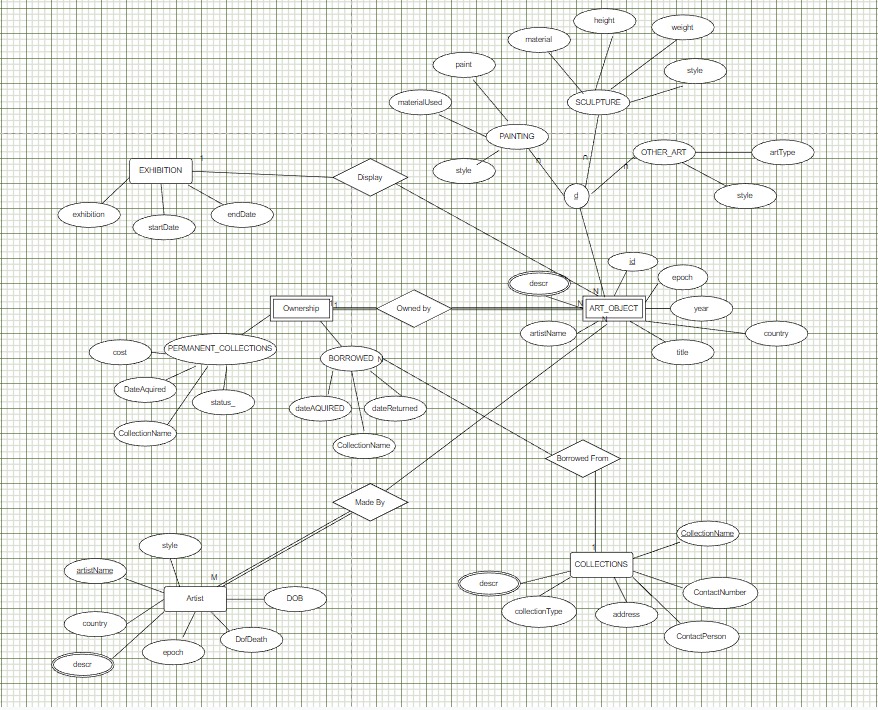 height
weight
material
paint
style
materialUsed
SCULPTURE
PAINTING
OTHER_ART
artType
n
n
n
1
EXHIBITION
style
Display
d
style
exhibition
startDate
endDate
id
epoch
descr
N
Ownership
1
Owned by
N
ART_OBJECT
year
N
artistName
country
title
cost
PERMANENT_COLLECTIONS
BORROWED
N
DateAquired
status_
dateAQUIRED
dateReturned
CollectionName
CollectionName
Borrowed From
Made By
style
CollectionName
1
artistName
M
COLLECTIONS
descr
Artist
DOB
ContactNumber
collectionType
address
country
DofDeath
ContactPerson
epoch
descr